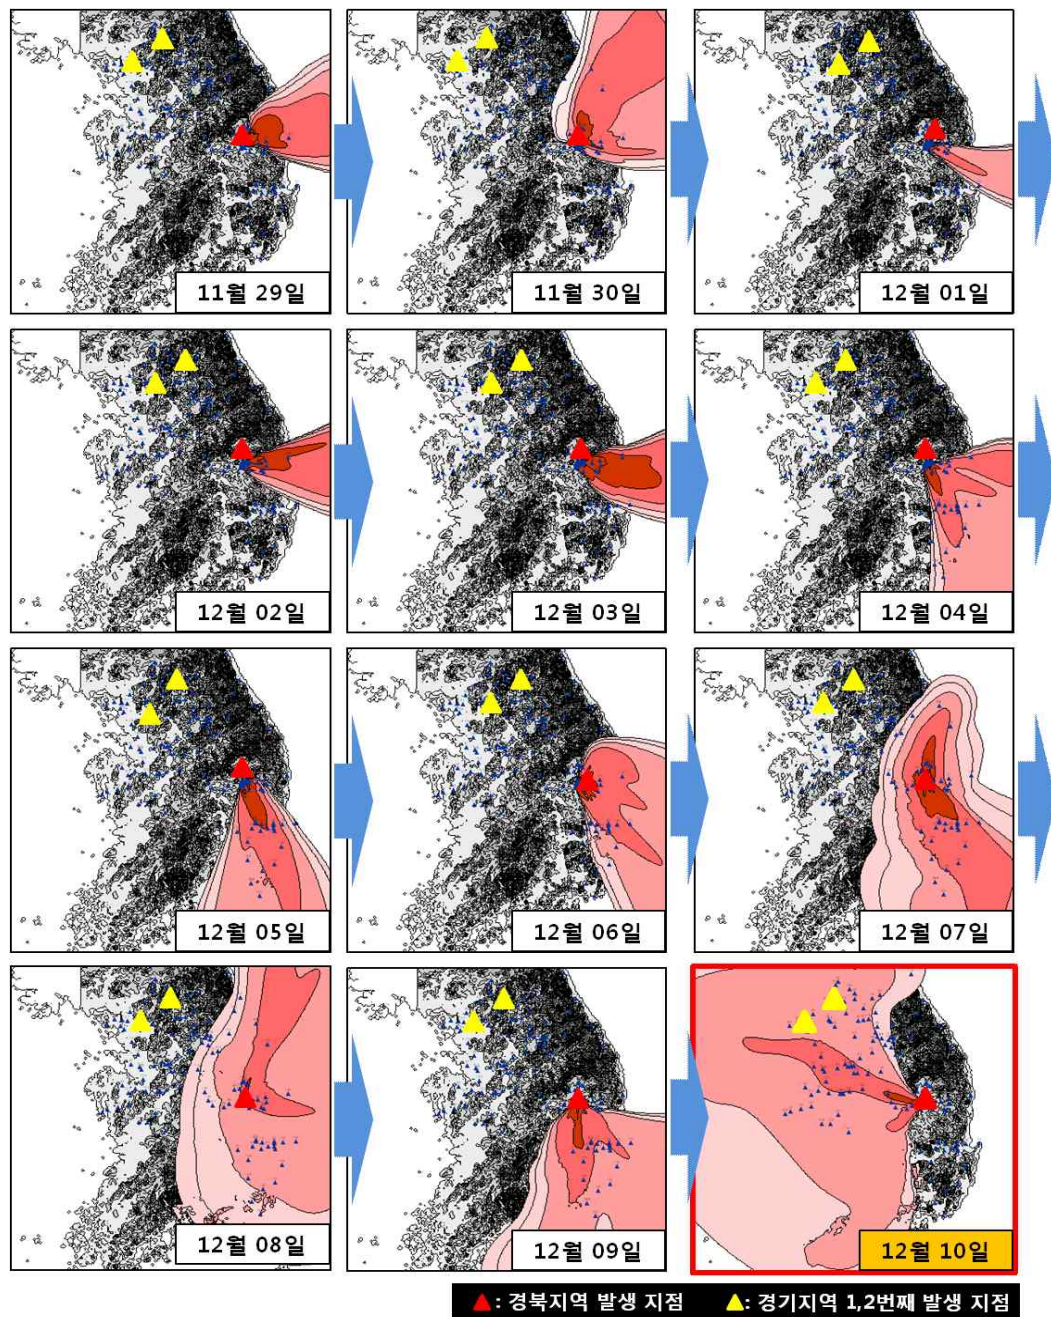 11월 29일
11월 30일
12월 01일
12월 02일
12월 03일
12월 04일
12월 05일
12월 06일
12월 07일
12월 08일
12월 09일
12월 10일
▲: 경북지역 발생 지점 ▲: 경기지역 1,2번째 발생 지점